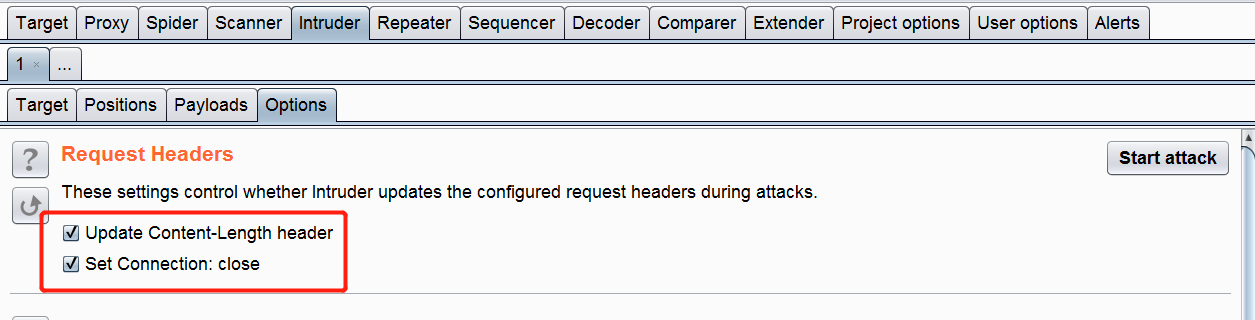 Target Proxy Spider Scanner Intruder Repeater Sequencer Decoder Comparer Extender Project options User options Alerts
1 × ...
Target Positions Payloads Options
? Request Headers Start attack
These settings control whether Intruder updates the configured request headers during attacks.
Update Content-Length header
Set Connection: close